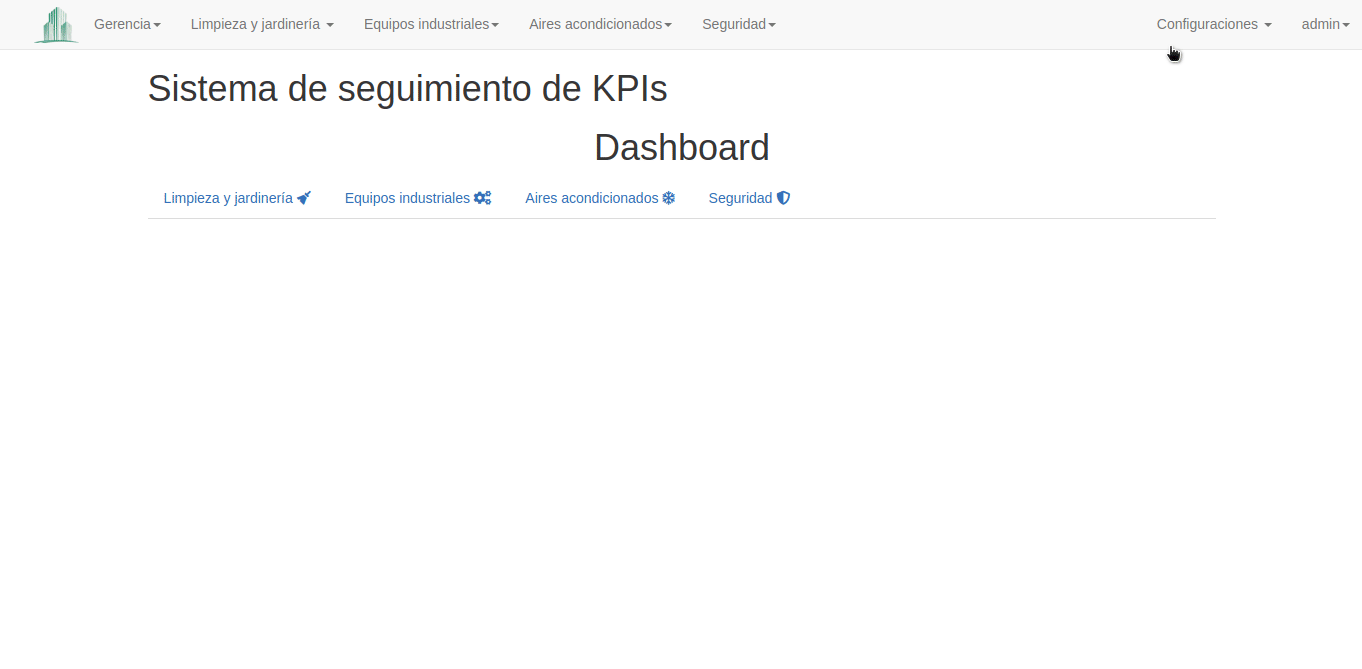 Gerencia Limpieza y jardinería Equipos industriales Aires acondicionados Seguridad Configuraciones admin
Sistema de seguimiento de KPIs
Dashboard
Limpieza y jardinería Equipos industriales Aires acondicionados Seguridad